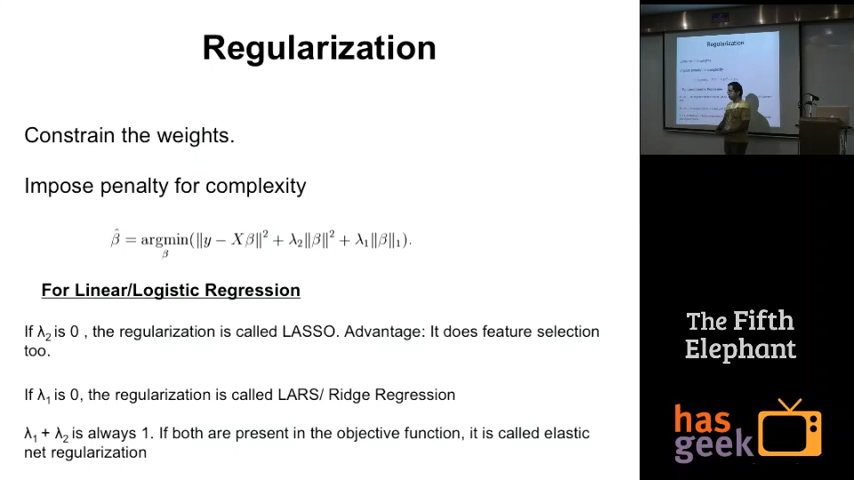 Regularization
Constrain the weights.
Impose penalty for complexity
β̂ = argmin(‖y − Xβ‖² + λ₂‖β‖² + λ₁‖β‖₁).
β
For Linear/Logistic Regression
If λ₂ is 0 , the regularization is called LASSO. Advantage: It does feature selection
too.
If λ₁ is 0, the regularization is called LARS/ Ridge Regression
λ₁ + λ₂ is always 1. If both are present in the objective function, it is called elastic
net regularization
Regularization
The Fifth
Elephant
has
geek